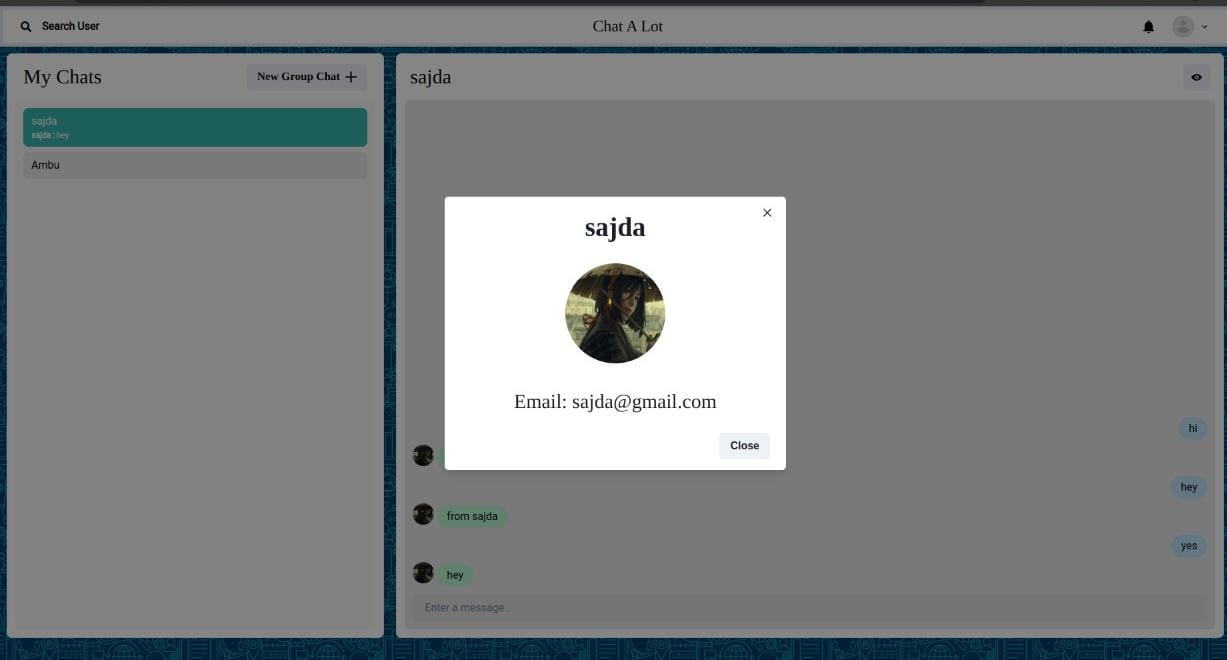 Search User
Chat A Lot
My Chats
New Group Chat
sajda
sajda : hey
Ambu
sajda
sajda
Email: sajda@gmail.com
Close
hi
hey
from sajda
yes
hey
Enter a message..